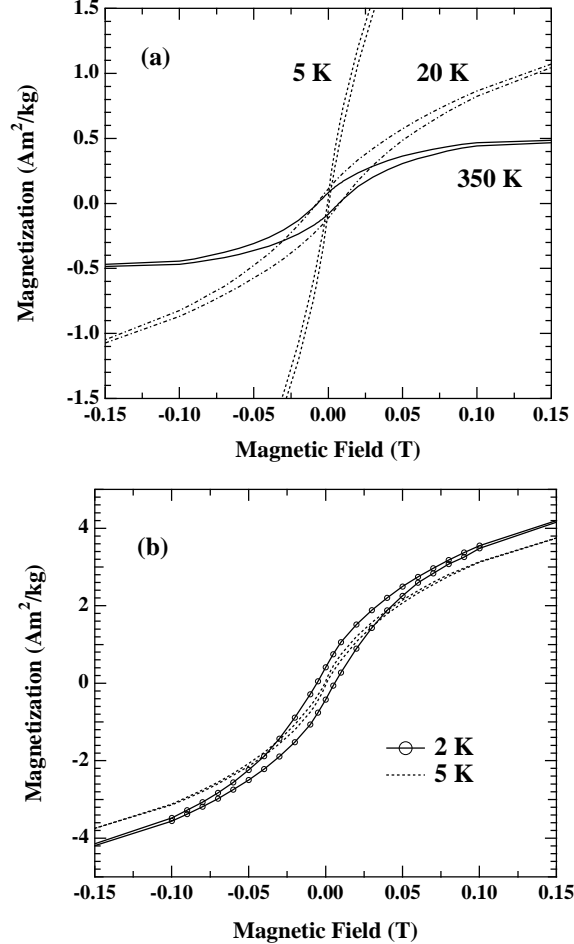 1.5
1.0
0.5
0.0
-0.5
-1.0
-1.5
Magnetization (Am²/kg)
(a)
5 K
20 K
350 K
-0.15 -0.10 -0.05 0.00 0.05 0.10 0.15
Magnetic Field (T)
4
2
0
-2
-4
Magnetization (Am²/kg)
(b)
2 K
5 K
-0.15 -0.10 -0.05 0.00 0.05 0.10 0.15
Magnetic Field (T)